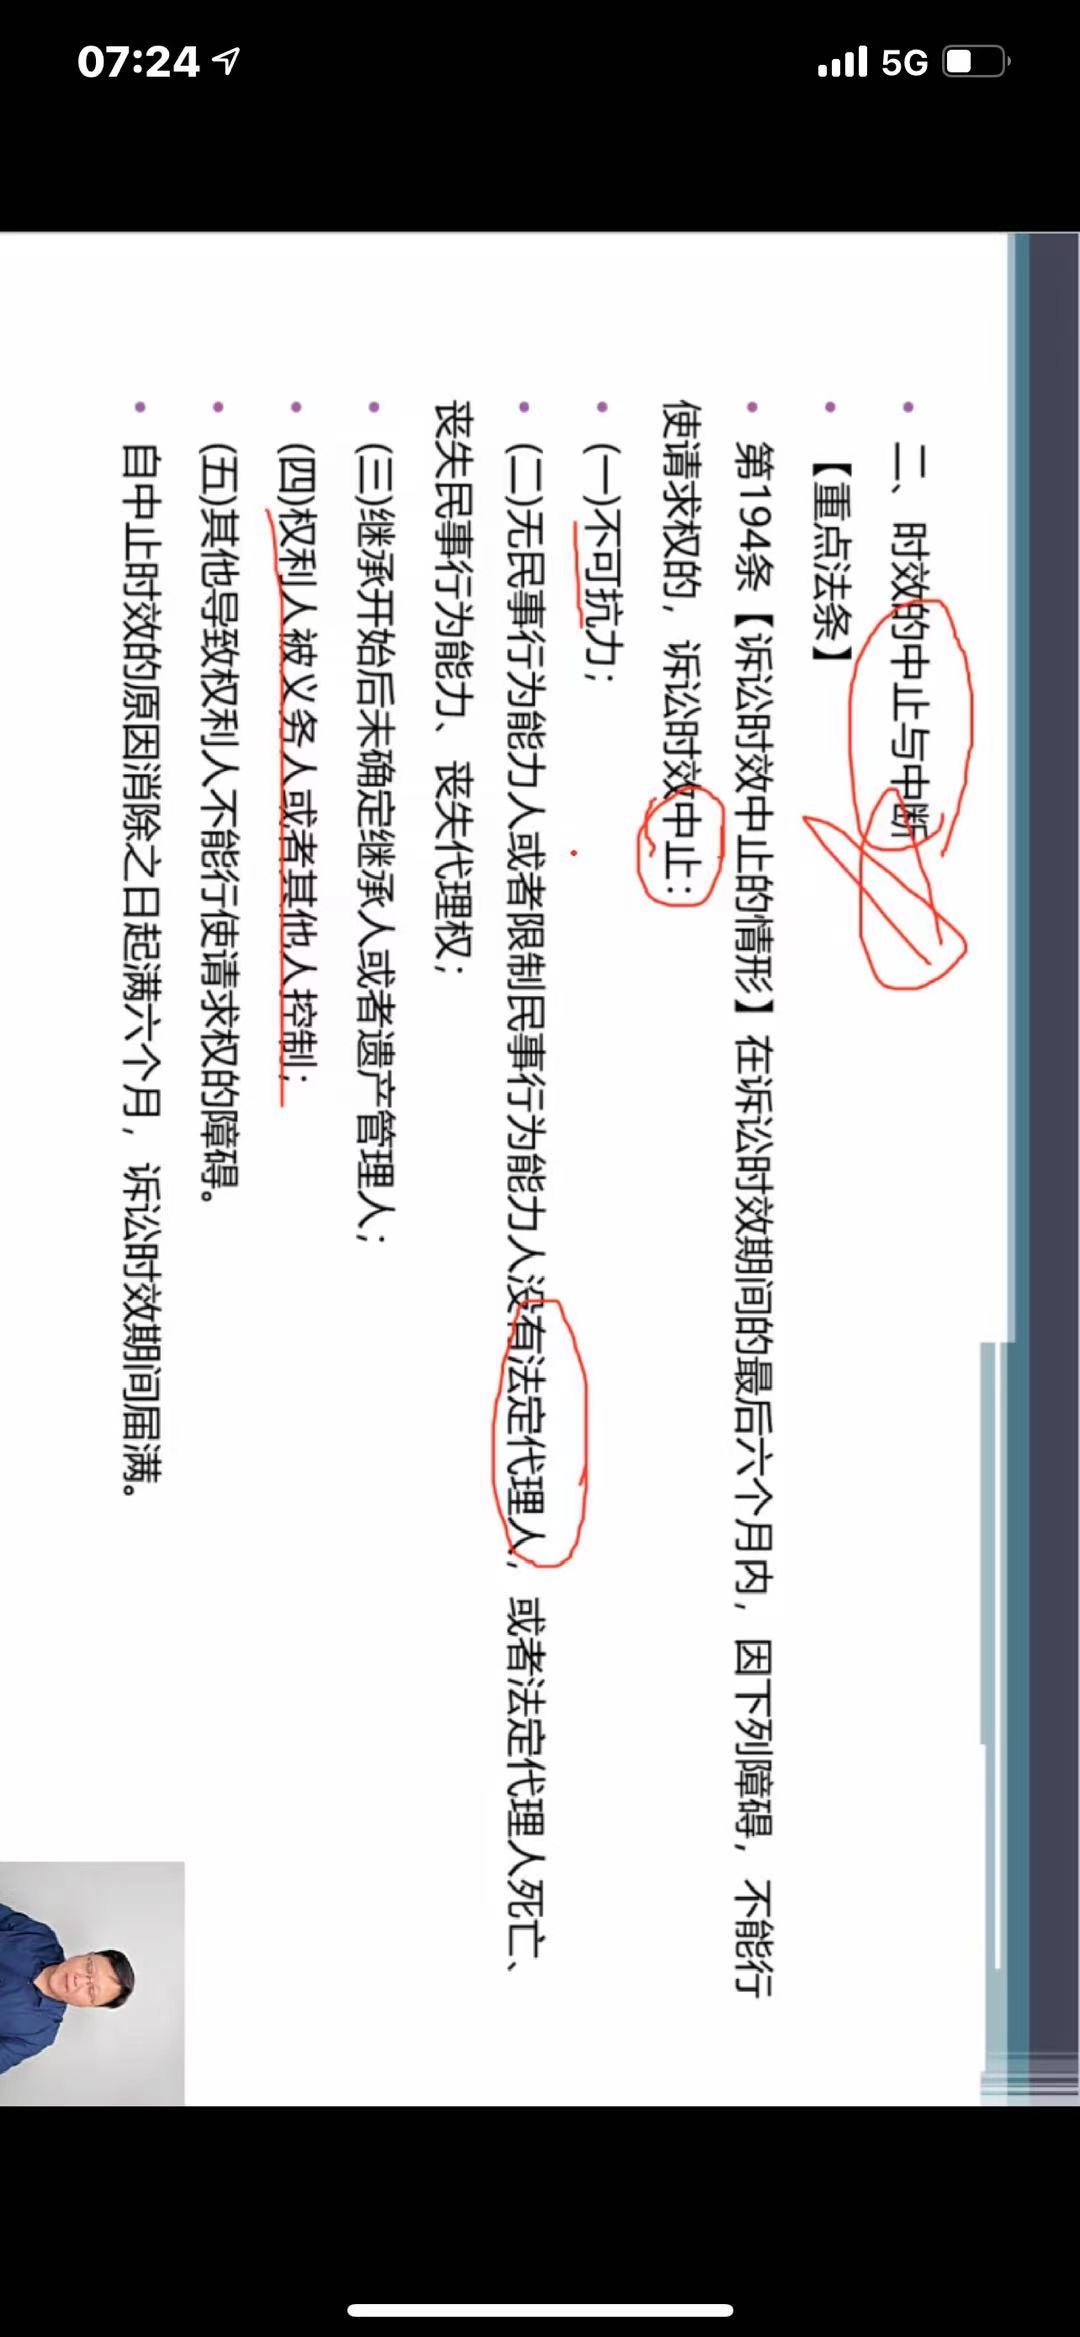 07:24
5G
二、时效的中止与中断
【重点法条】
第194条【诉讼时效中止的情形】在诉讼时效期间的最后六个月内，因下列障碍，不能行
使请求权的，诉讼时效中止：
(一)不可抗力；
(二)无民事行为能力人或者限制民事行为能力人没有法定代理人，或者法定代理人死亡、
丧失民事行为能力、丧失代理权；
(三)继承开始后未确定继承人或者遗产管理人；
(四)权利人被义务人或者其他人控制；
(五)其他导致权利人不能行使请求权的障碍。
自中止时效的原因消除之日起满六个月，诉讼时效期间届满。